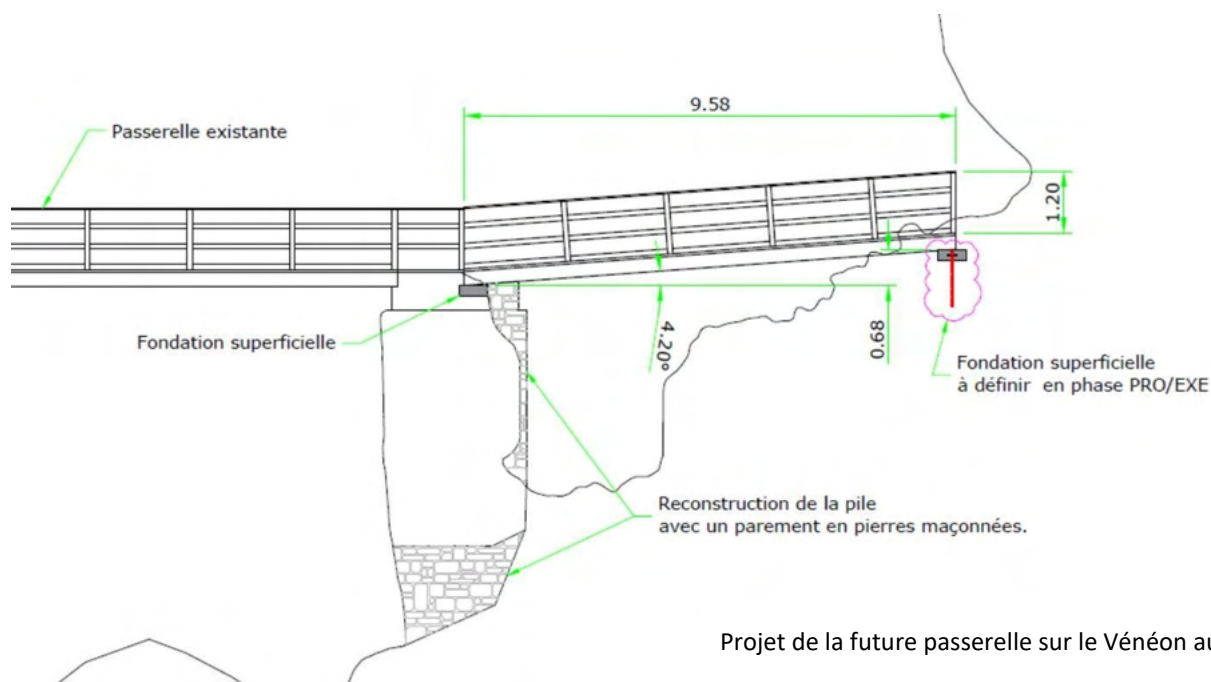 9.58
Passerelle existante
1.20
Fondation superficielle
4.20°
0.68
Fondation superficielle
à définir en phase PRO/EXE
Reconstruction de la pile
avec un parement en pierres maçonnées.
Projet de la future passerelle sur le Vénéon au